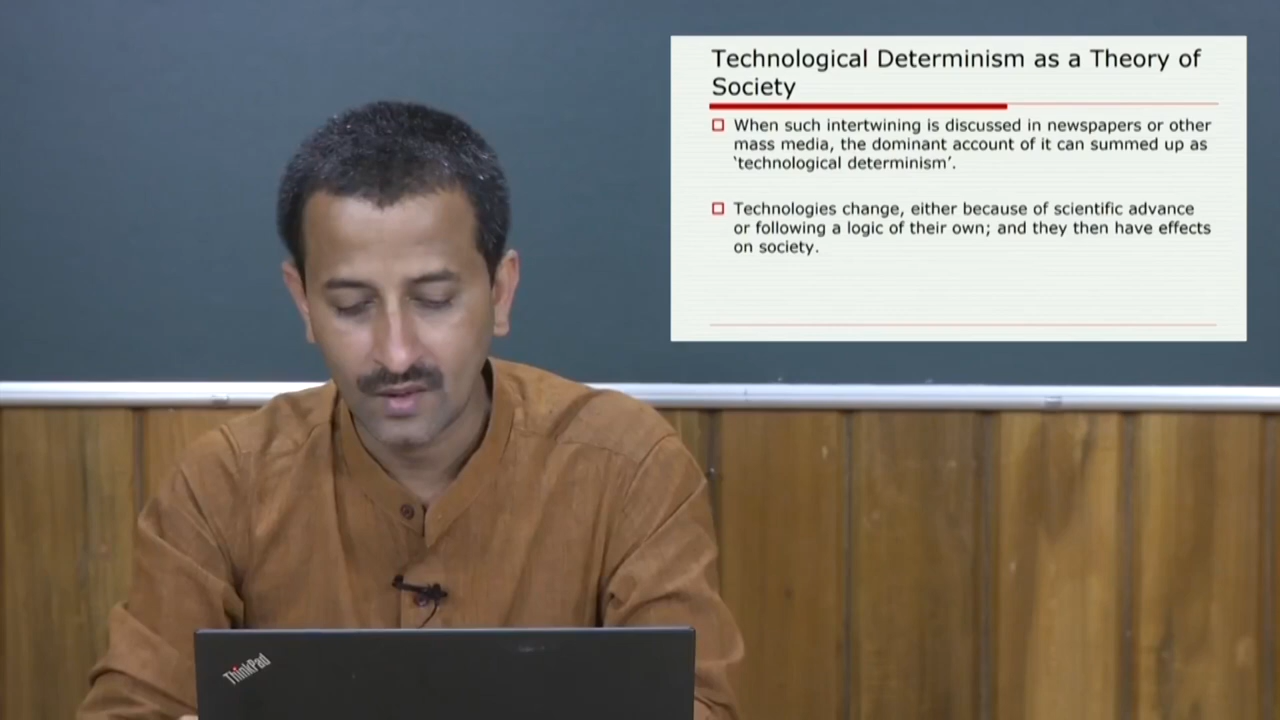 Technological Determinism as a Theory of
Society
When such intertwining is discussed in newspapers or other
mass media, the dominant account of it can summed up as
‘technological determinism’.
Technologies change, either because of scientific advance
or following a logic of their own; and they then have effects
on society.
ThinkPad